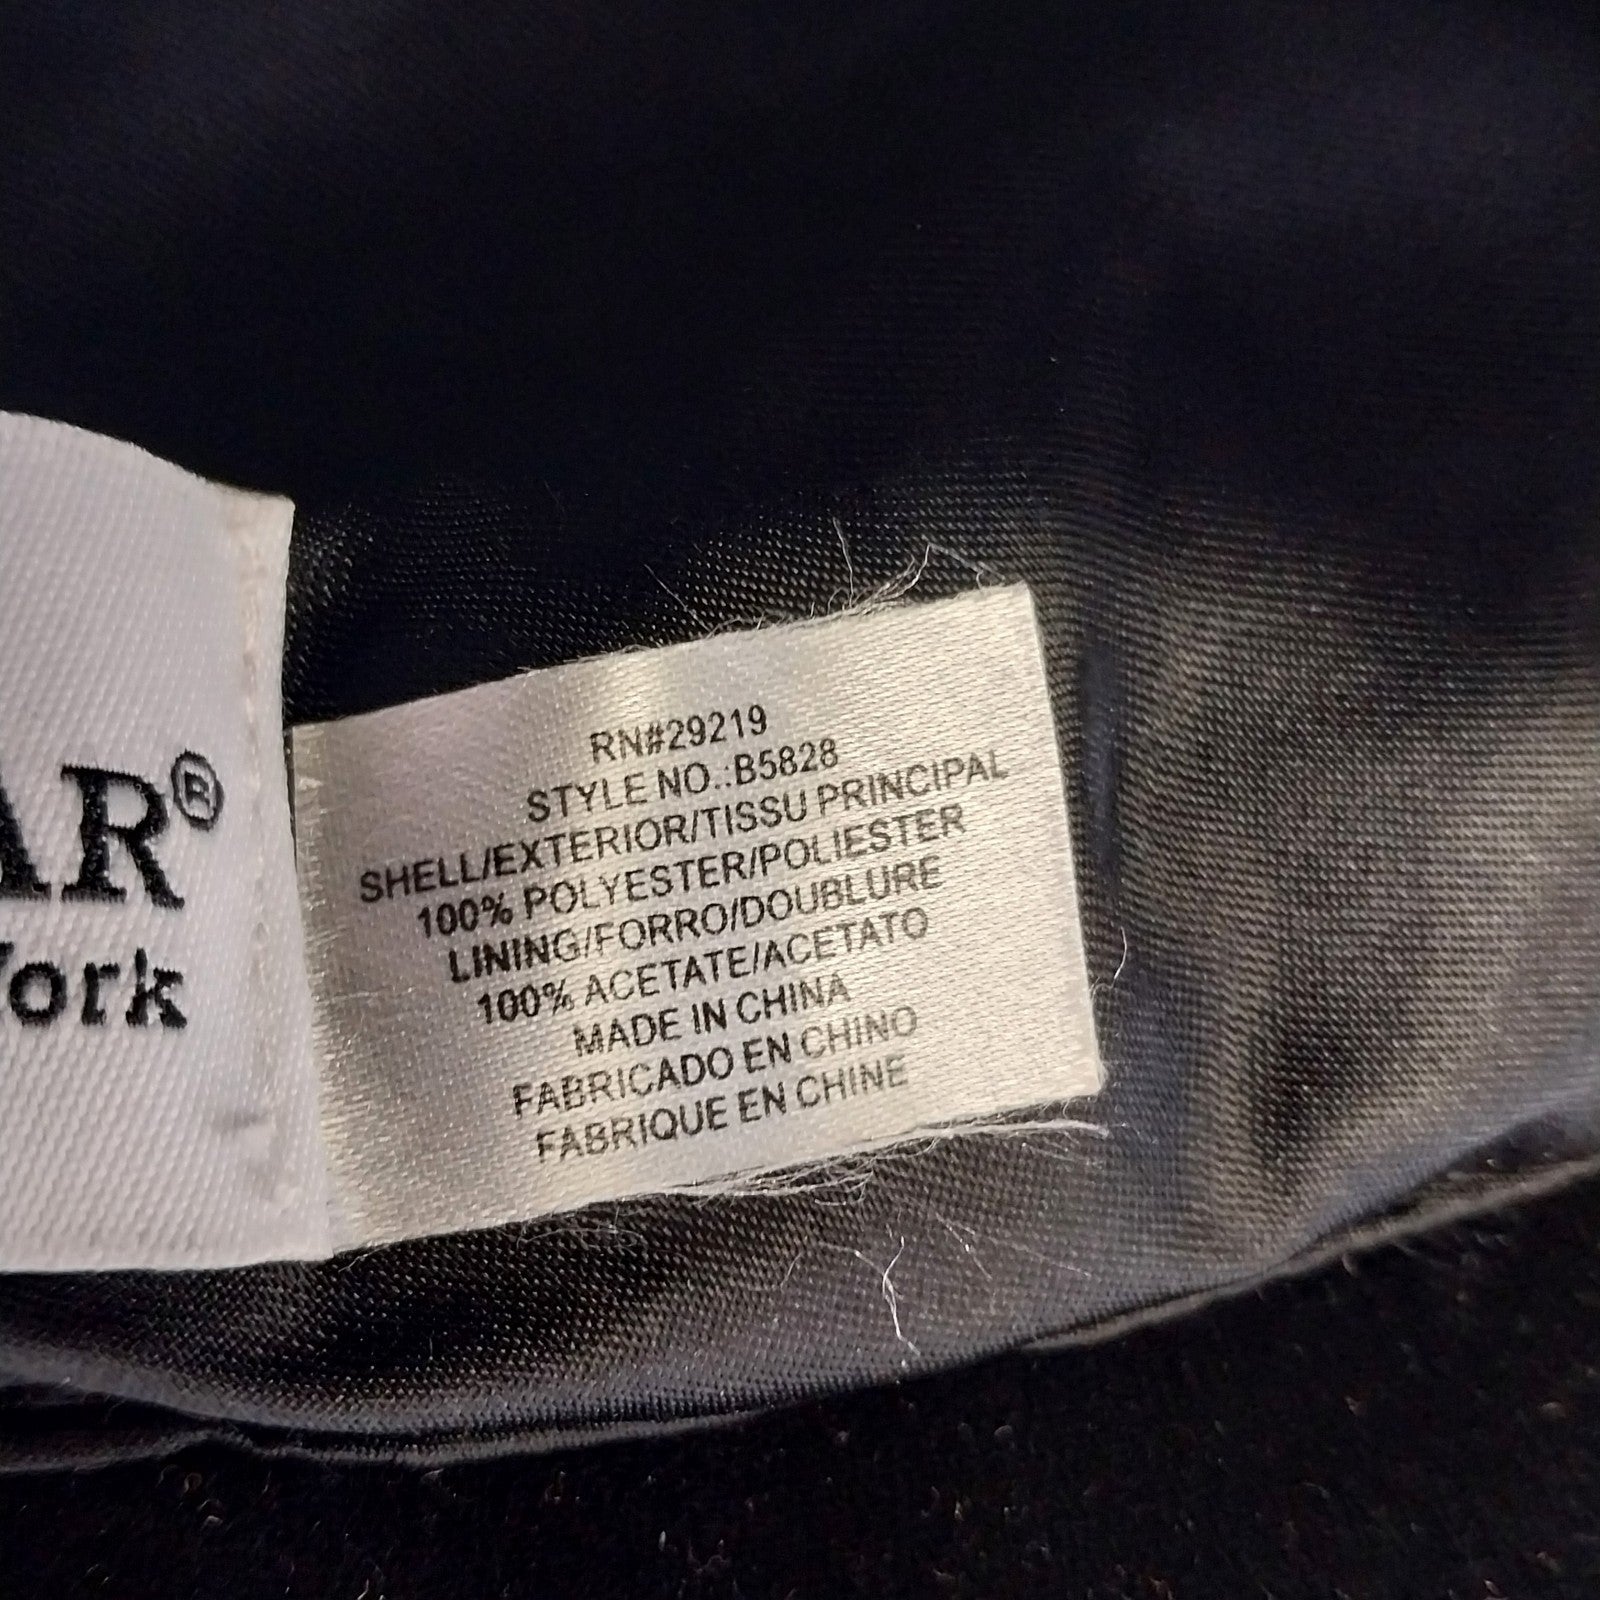 AR®
York
RN#29219
STYLE NO.:B5828
SHELL/EXTERIOR/TISSU PRINCIPAL
100% POLYESTER/POLIESTER
LINING/FORRO/DOUBLURE
100% ACETATE/ACETATO
MADE IN CHINA
FABRICADO EN CHINO
FABRIQUE EN CHINE